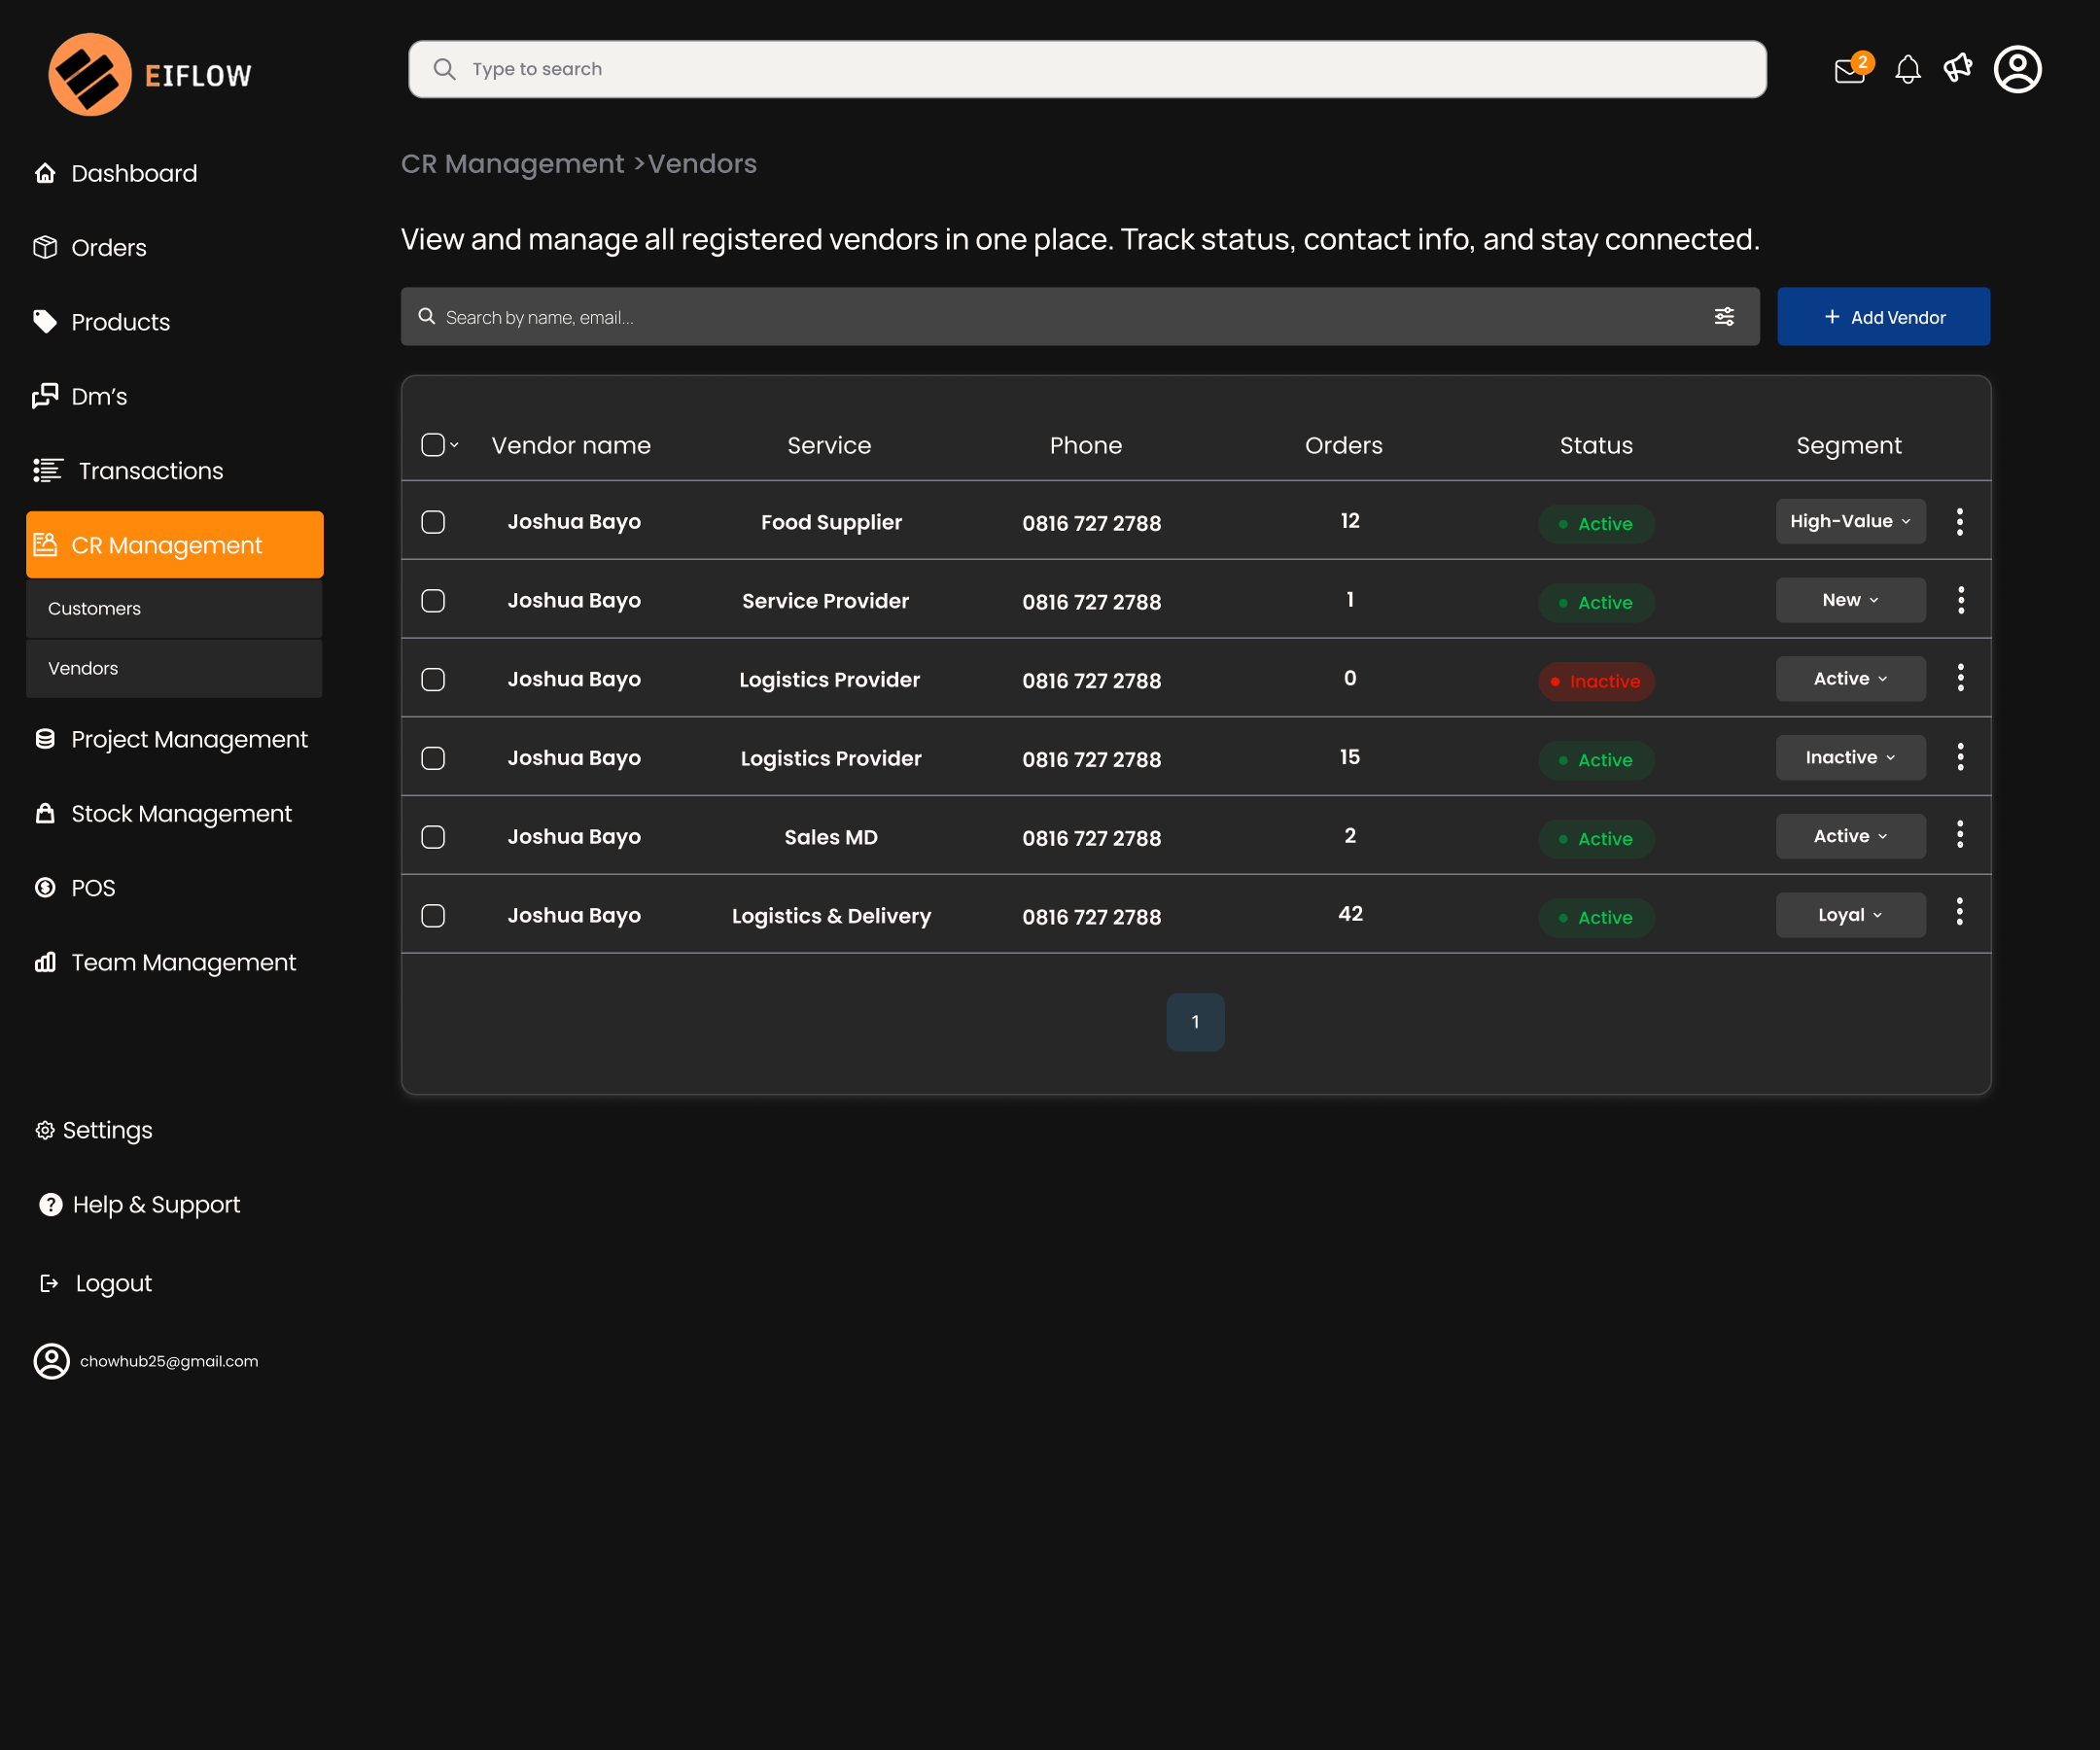 EIFLOW
Type to search
2
CR Management >Vendors
View and manage all registered vendors in one place. Track status, contact info, and stay connected.
Search by name, email...
+ Add Vendor
Dashboard
Orders
Products
Dm's
Transactions
CR Management
Customers
Vendors
Project Management
Stock Management
POS
Team Management
Settings
Help & Support
Logout
chowhub25@gmail.com
Vendor name Service Phone Orders Status Segment
Joshua Bayo Food Supplier 0816 727 2788 12 Active High-Value
Joshua Bayo Service Provider 0816 727 2788 1 Active New
Joshua Bayo Logistics Provider 0816 727 2788 0 Inactive Active
Joshua Bayo Logistics Provider 0816 727 2788 15 Active Inactive
Joshua Bayo Sales MD 0816 727 2788 2 Active Active
Joshua Bayo Logistics & Delivery 0816 727 2788 42 Active Loyal
1